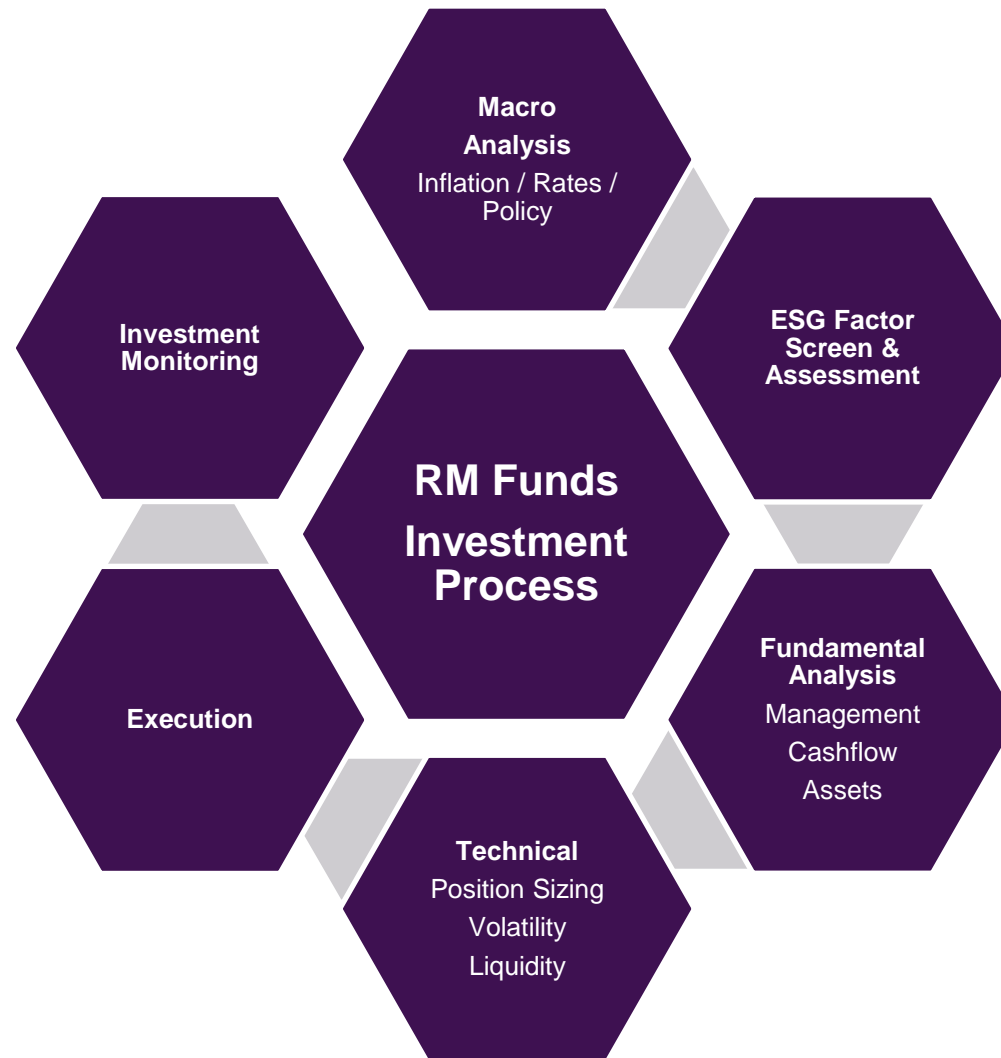 Macro
Analysis
Inflation / Rates /
Policy
ESG Factor
Screen &
Assessment
Fundamental
Analysis
Management
Cashflow
Assets
Technical
Position Sizing
Volatility
Liquidity
Execution
Investment
Monitoring
RM Funds
Investment
Process